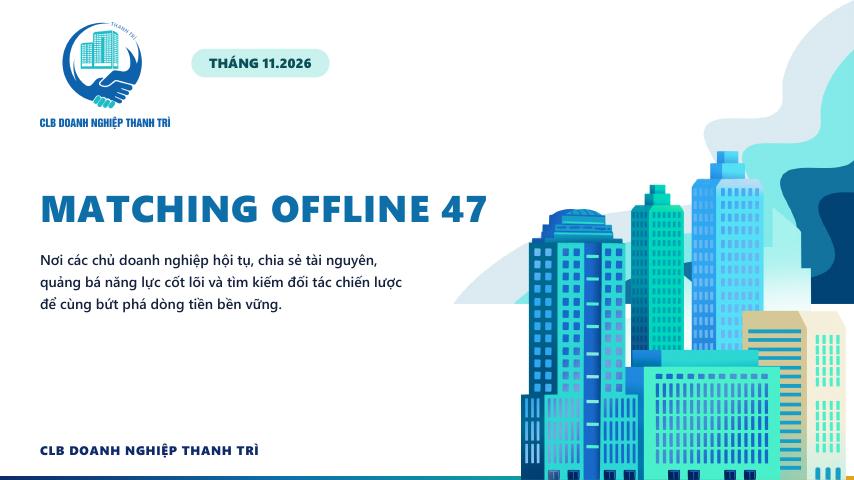 THANH TRÌ
CLB DOANH NGHIỆP THANH TRÌ
THÁNG 11.2026
MATCHING OFFLINE 47
Nơi các chủ doanh nghiệp hội tụ, chia sẻ tài nguyên,
quảng bá năng lực cốt lõi và tìm kiếm đối tác chiến lược
để cùng bứt phá dòng tiền bền vững.
CLB DOANH NGHIỆP THANH TRÌ